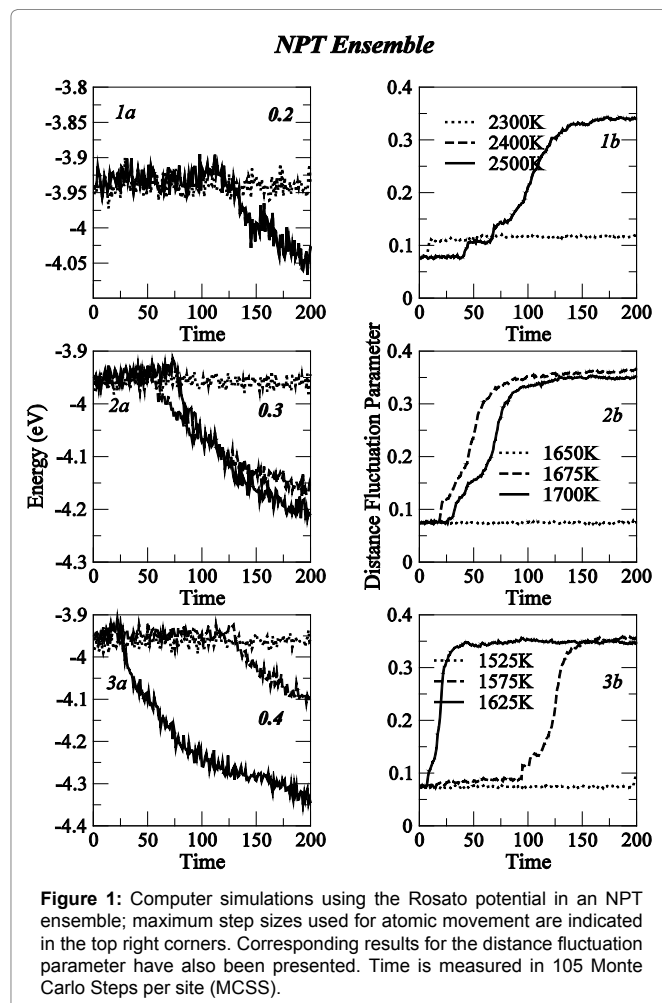 NPT Ensemble
-3.8
-3.85
-3.9
-3.95
-4
-4.05
1a
0.2
0 50 100 150 200
Time
0.4
0.3
0.2
0.1
0
2300K
2400K
2500K
1b
0 50 100 150 200
Time
Energy (eV)
-3.9
-4
-4.1
-4.2
-4.3
2a
0.3
0 50 100 150 200
Time
Distance Fluctuation Parameter
0.4
0.3
0.2
0.1
0
2b
1650K
1675K
1700K
0 50 100 150 200
Time
-3.9
-4
-4.1
-4.2
-4.3
-4.4
3a
0.4
0 50 100 150 200
Time
0.4
0.3
0.2
0.1
0
1525K
1575K
1625K
3b
0 50 100 150 200
Time
Figure 1: Computer simulations using the Rosato potential in an NPT
ensemble; maximum step sizes used for atomic movement are indicated
in the top right corners. Corresponding results for the distance fluctuation
parameter have also been presented. Time is measured in 105 Monte
Carlo Steps per site (MCSS).